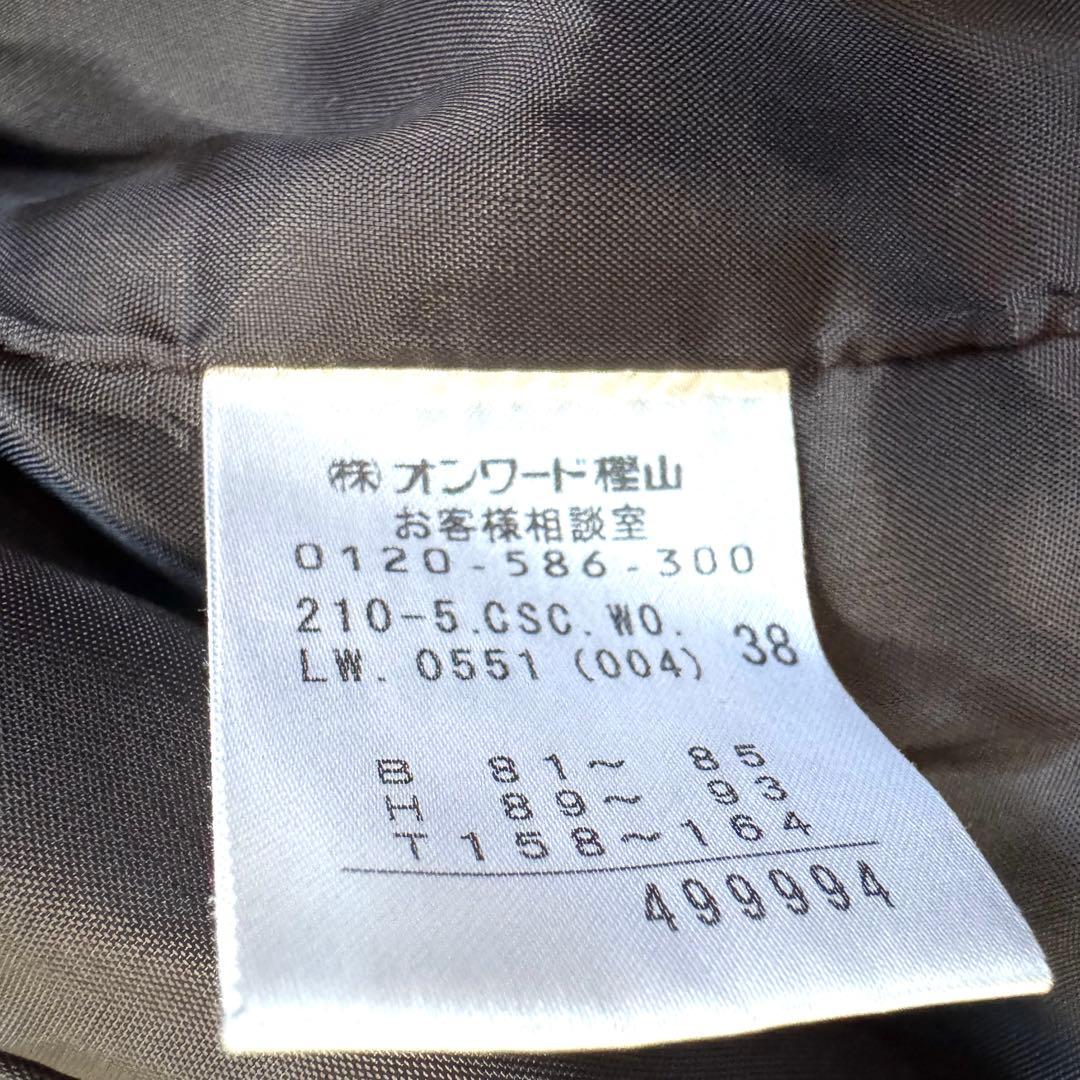 ㈱オンワード樫山
お客様相談室
0120-586-300
210-5.CSC.WO.
LW. 0551 (004) 38
B 81~ 85
H 89~ 93
T 158~164
499994